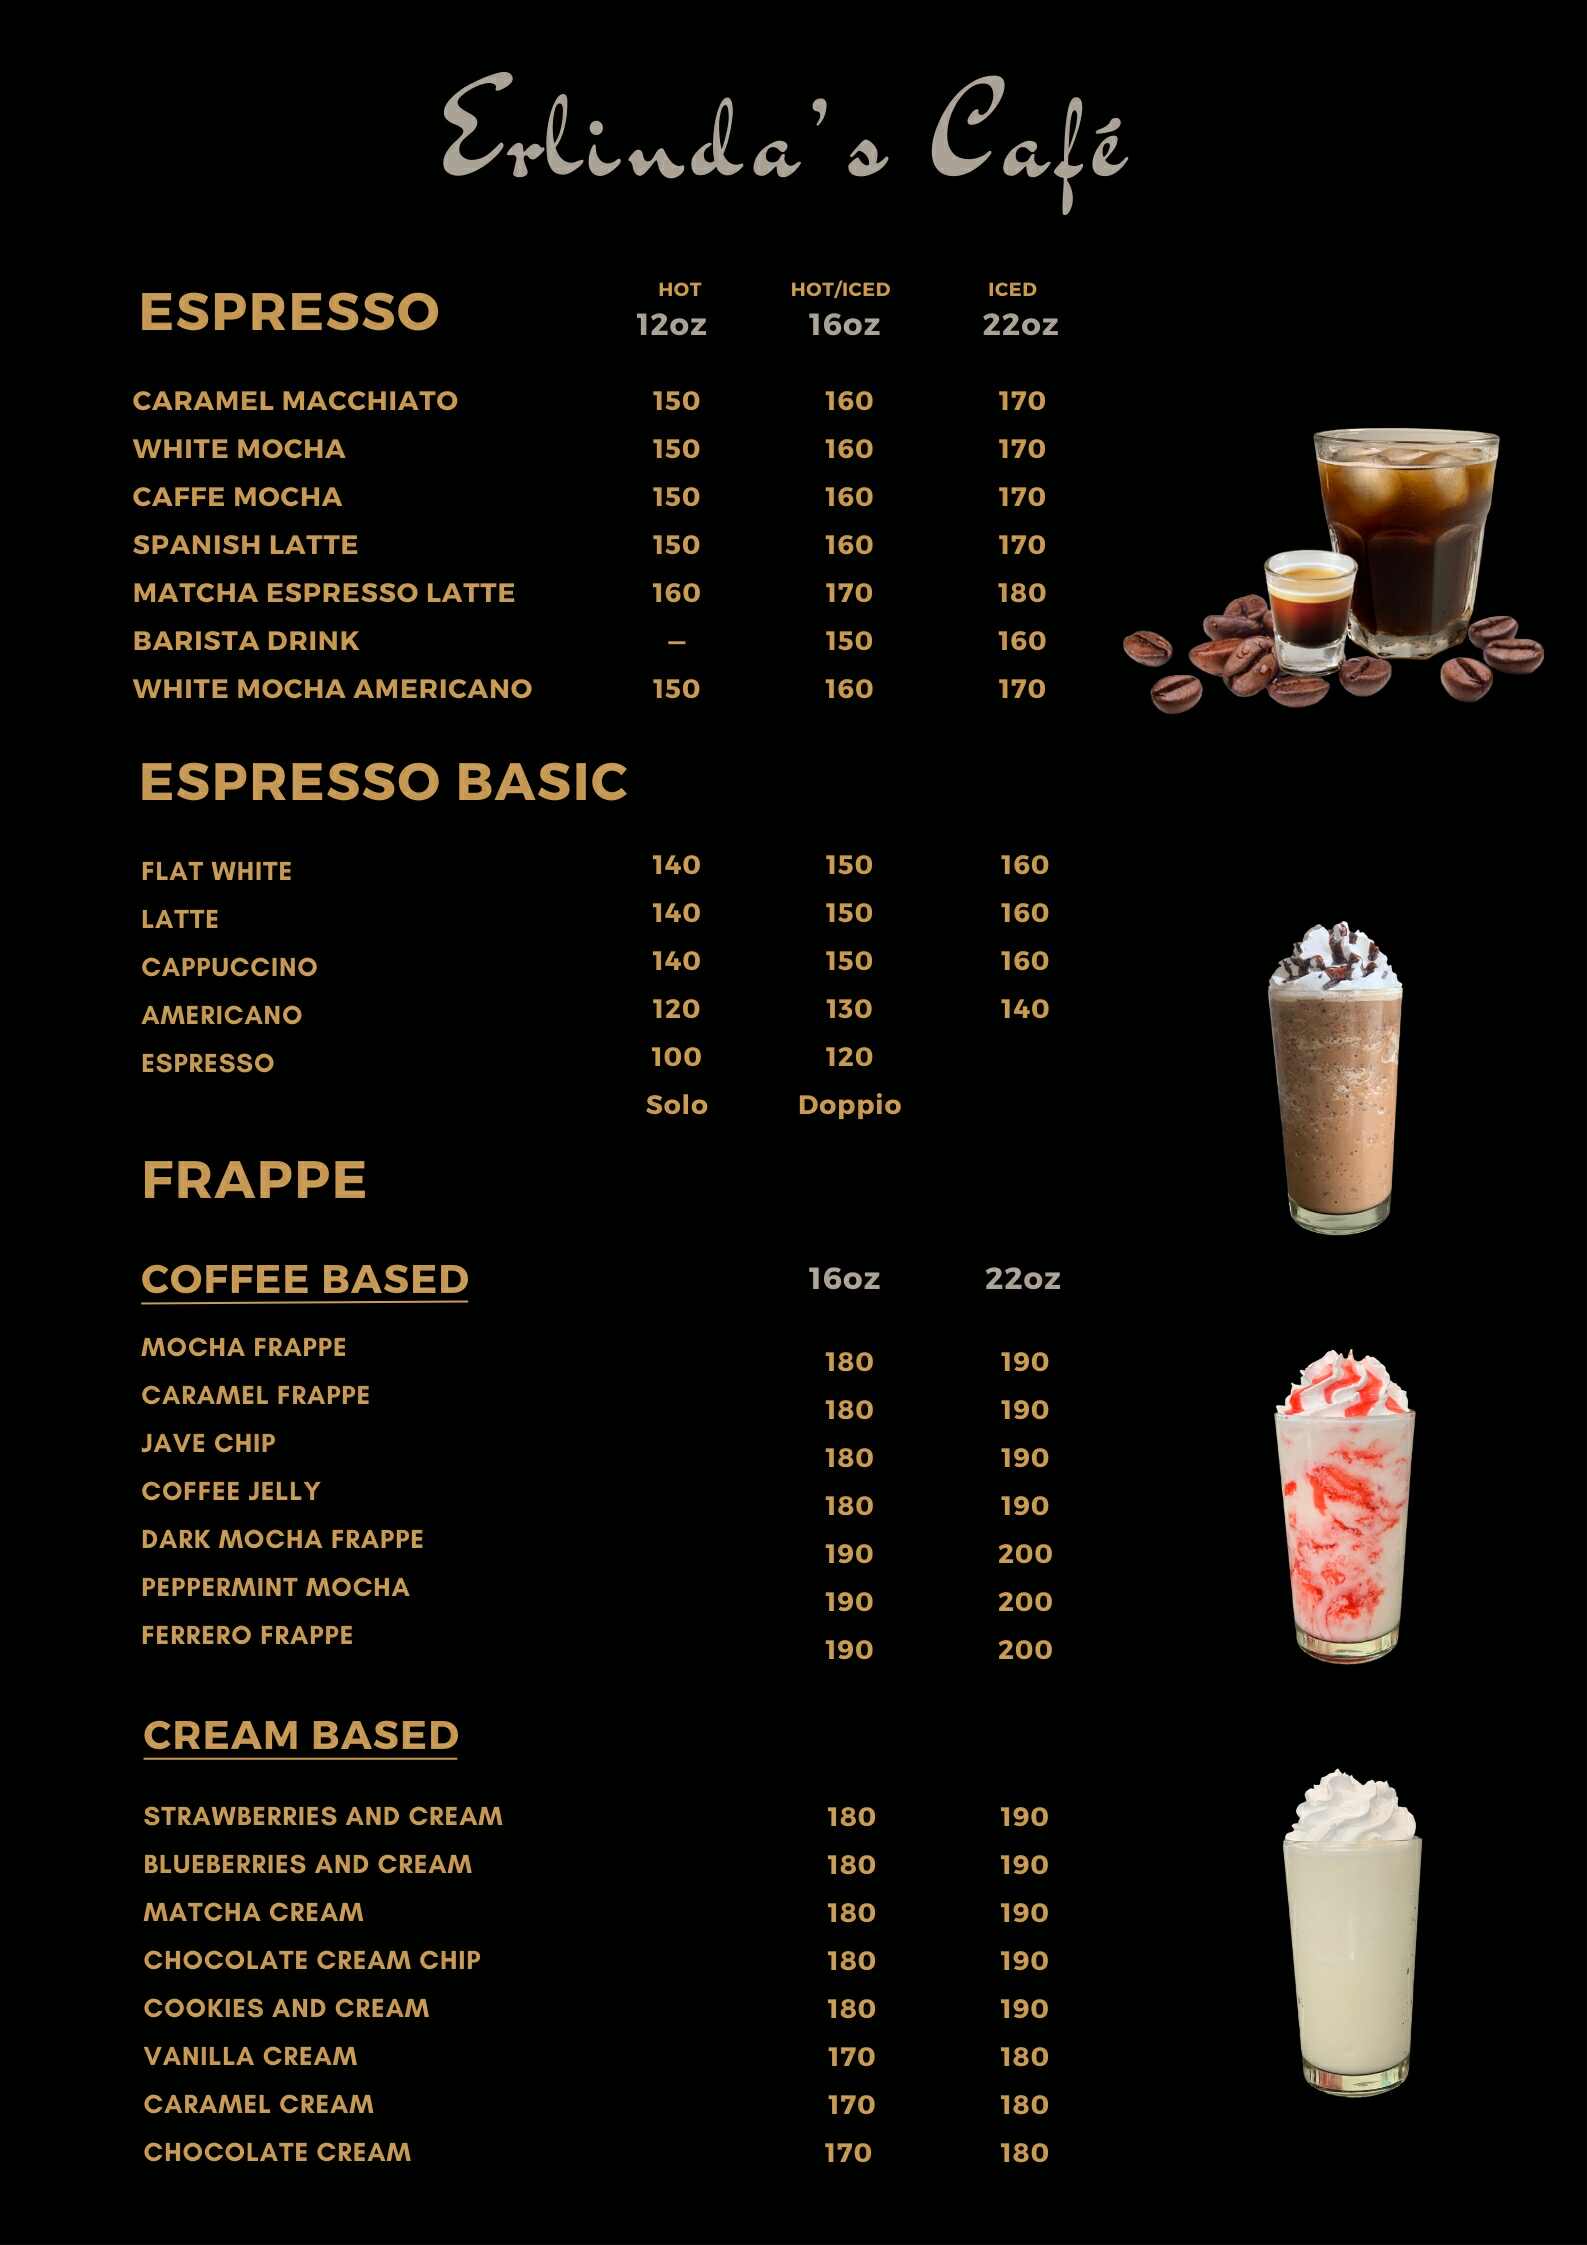 Erlinda's Café
HOT HOT/ICED ICED
ESPRESSO 12oz 16oz 22oz
CARAMEL MACCHIATO 150 160 170
WHITE MOCHA 150 160 170
CAFFE MOCHA 150 160 170
SPANISH LATTE 150 160 170
MATCHA ESPRESSO LATTE 160 170 180
BARISTA DRINK – 150 160
WHITE MOCHA AMERICANO 150 160 170
ESPRESSO BASIC
FLAT WHITE 140 150 160
LATTE 140 150 160
CAPPUCCINO 140 150 160
AMERICANO 120 130 140
ESPRESSO 100 120
Solo Doppio
FRAPPE
COFFEE BASED 16oz 22oz
MOCHA FRAPPE 180 190
CARAMEL FRAPPE 180 190
JAVE CHIP 180 190
COFFEE JELLY 180 190
DARK MOCHA FRAPPE 190 200
PEPPERMINT MOCHA 190 200
FERRERO FRAPPE 190 200
CREAM BASED
STRAWBERRIES AND CREAM 180 190
BLUEBERRIES AND CREAM 180 190
MATCHA CREAM 180 190
CHOCOLATE CREAM CHIP 180 190
COOKIES AND CREAM 180 190
VANILLA CREAM 170 180
CARAMEL CREAM 170 180
CHOCOLATE CREAM 170 180